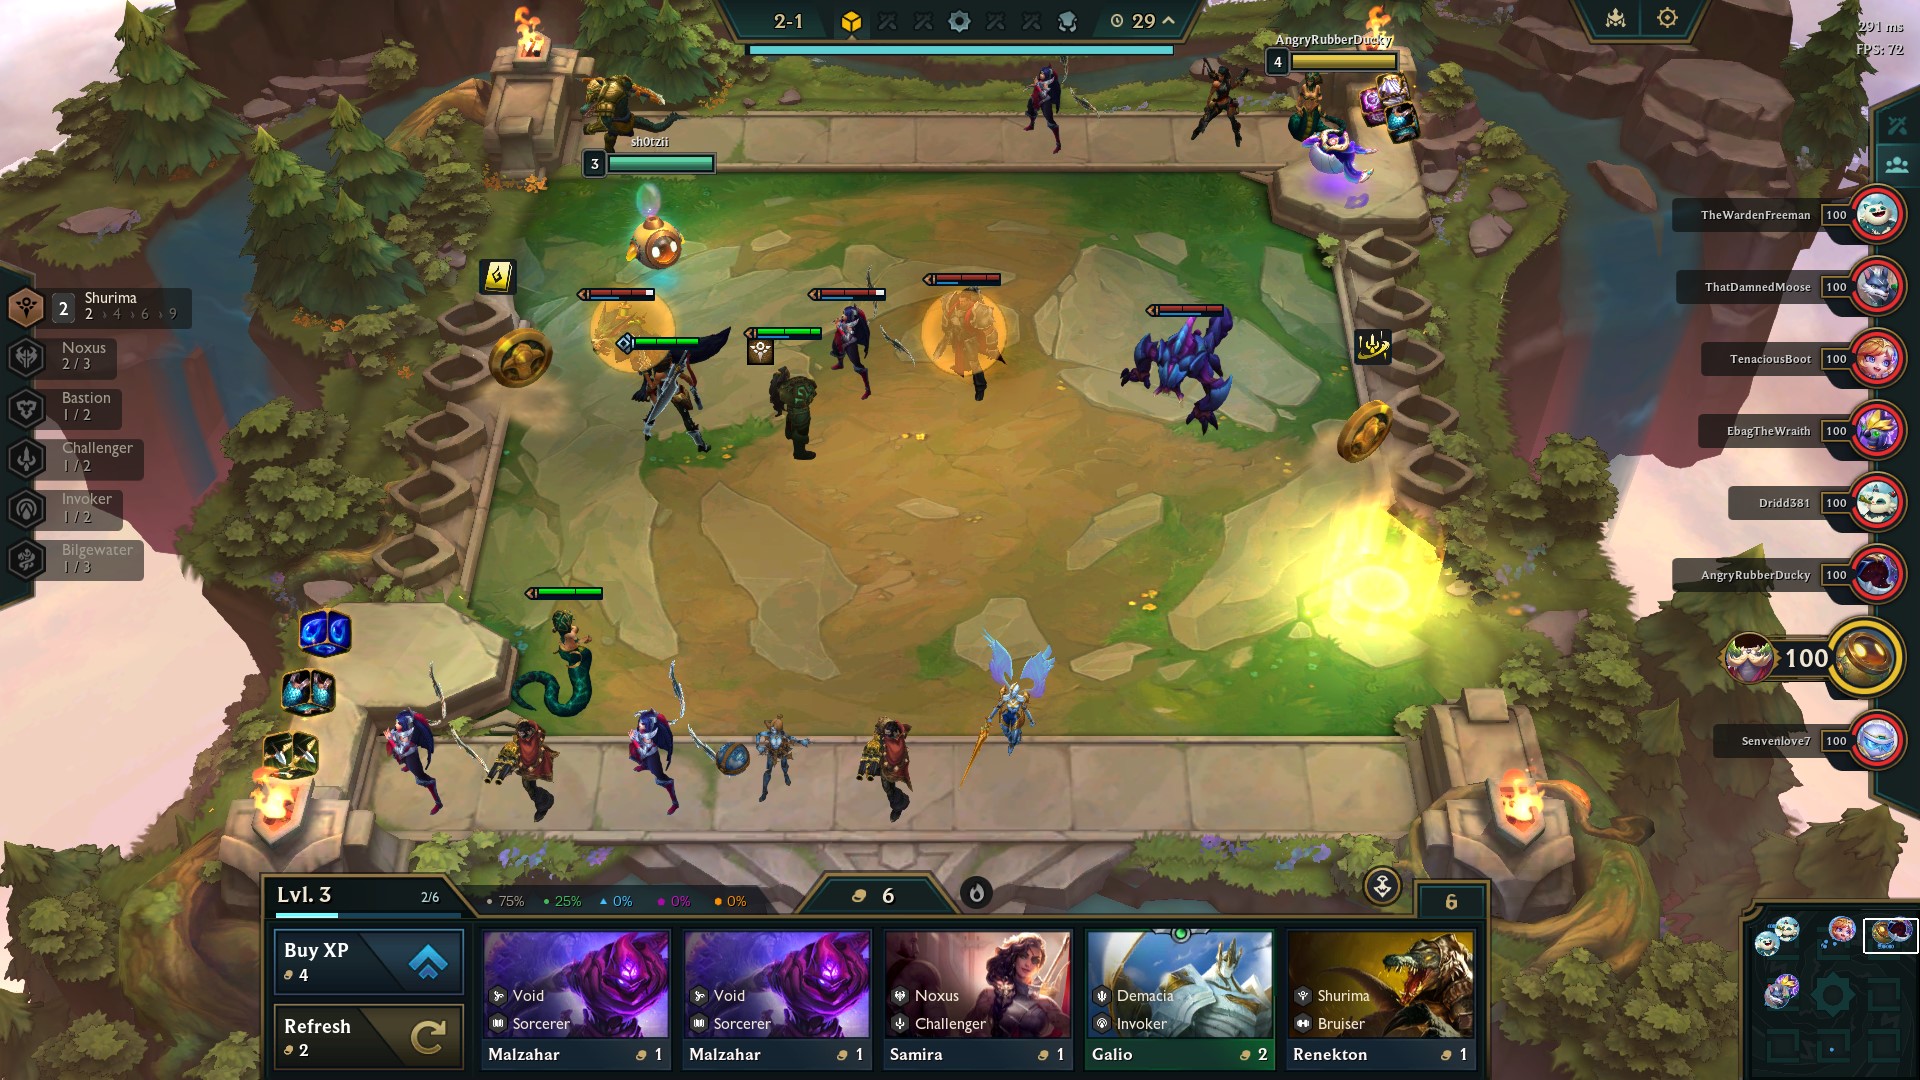 2-1
29
291 ms
FPS: 72
AngryRubberDucky
4
sh0tzii
3
TheWardenFreeman 100
ThatDamnedMoose 100
TenaciousBoot 100
EbagTheWraith 100
Dridd381 100
AngryRubberDucky 100
100
Senvenlove7 100
2 Shurima
2 › 4 › 6 › 9
Noxus
2 / 3
Bastion
1 / 2
Challenger
1 / 2
Invoker
1 / 2
Bilgewater
1 / 3
Lvl. 3 2/6
75% 25% 0% 0% 0%
6
6
Buy XP
4
Refresh
2
Void
Sorcerer
Malzahar 1
Void
Sorcerer
Malzahar 1
Noxus
Challenger
Samira 1
Demacia
Invoker
Galio 2
Shurima
Bruiser
Renekton 1